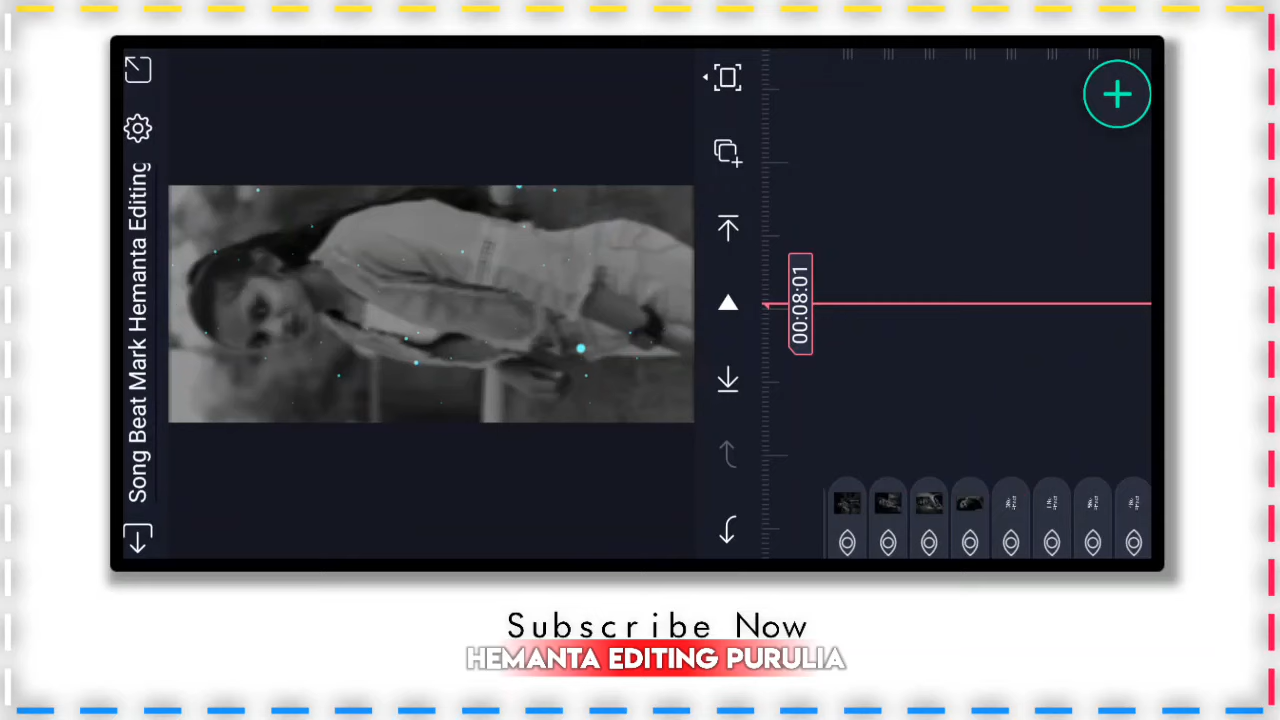 Song Beat Mark Hemanta Editing
00:08:01
Subscribe Now
HEMANTA EDITING PURULIA